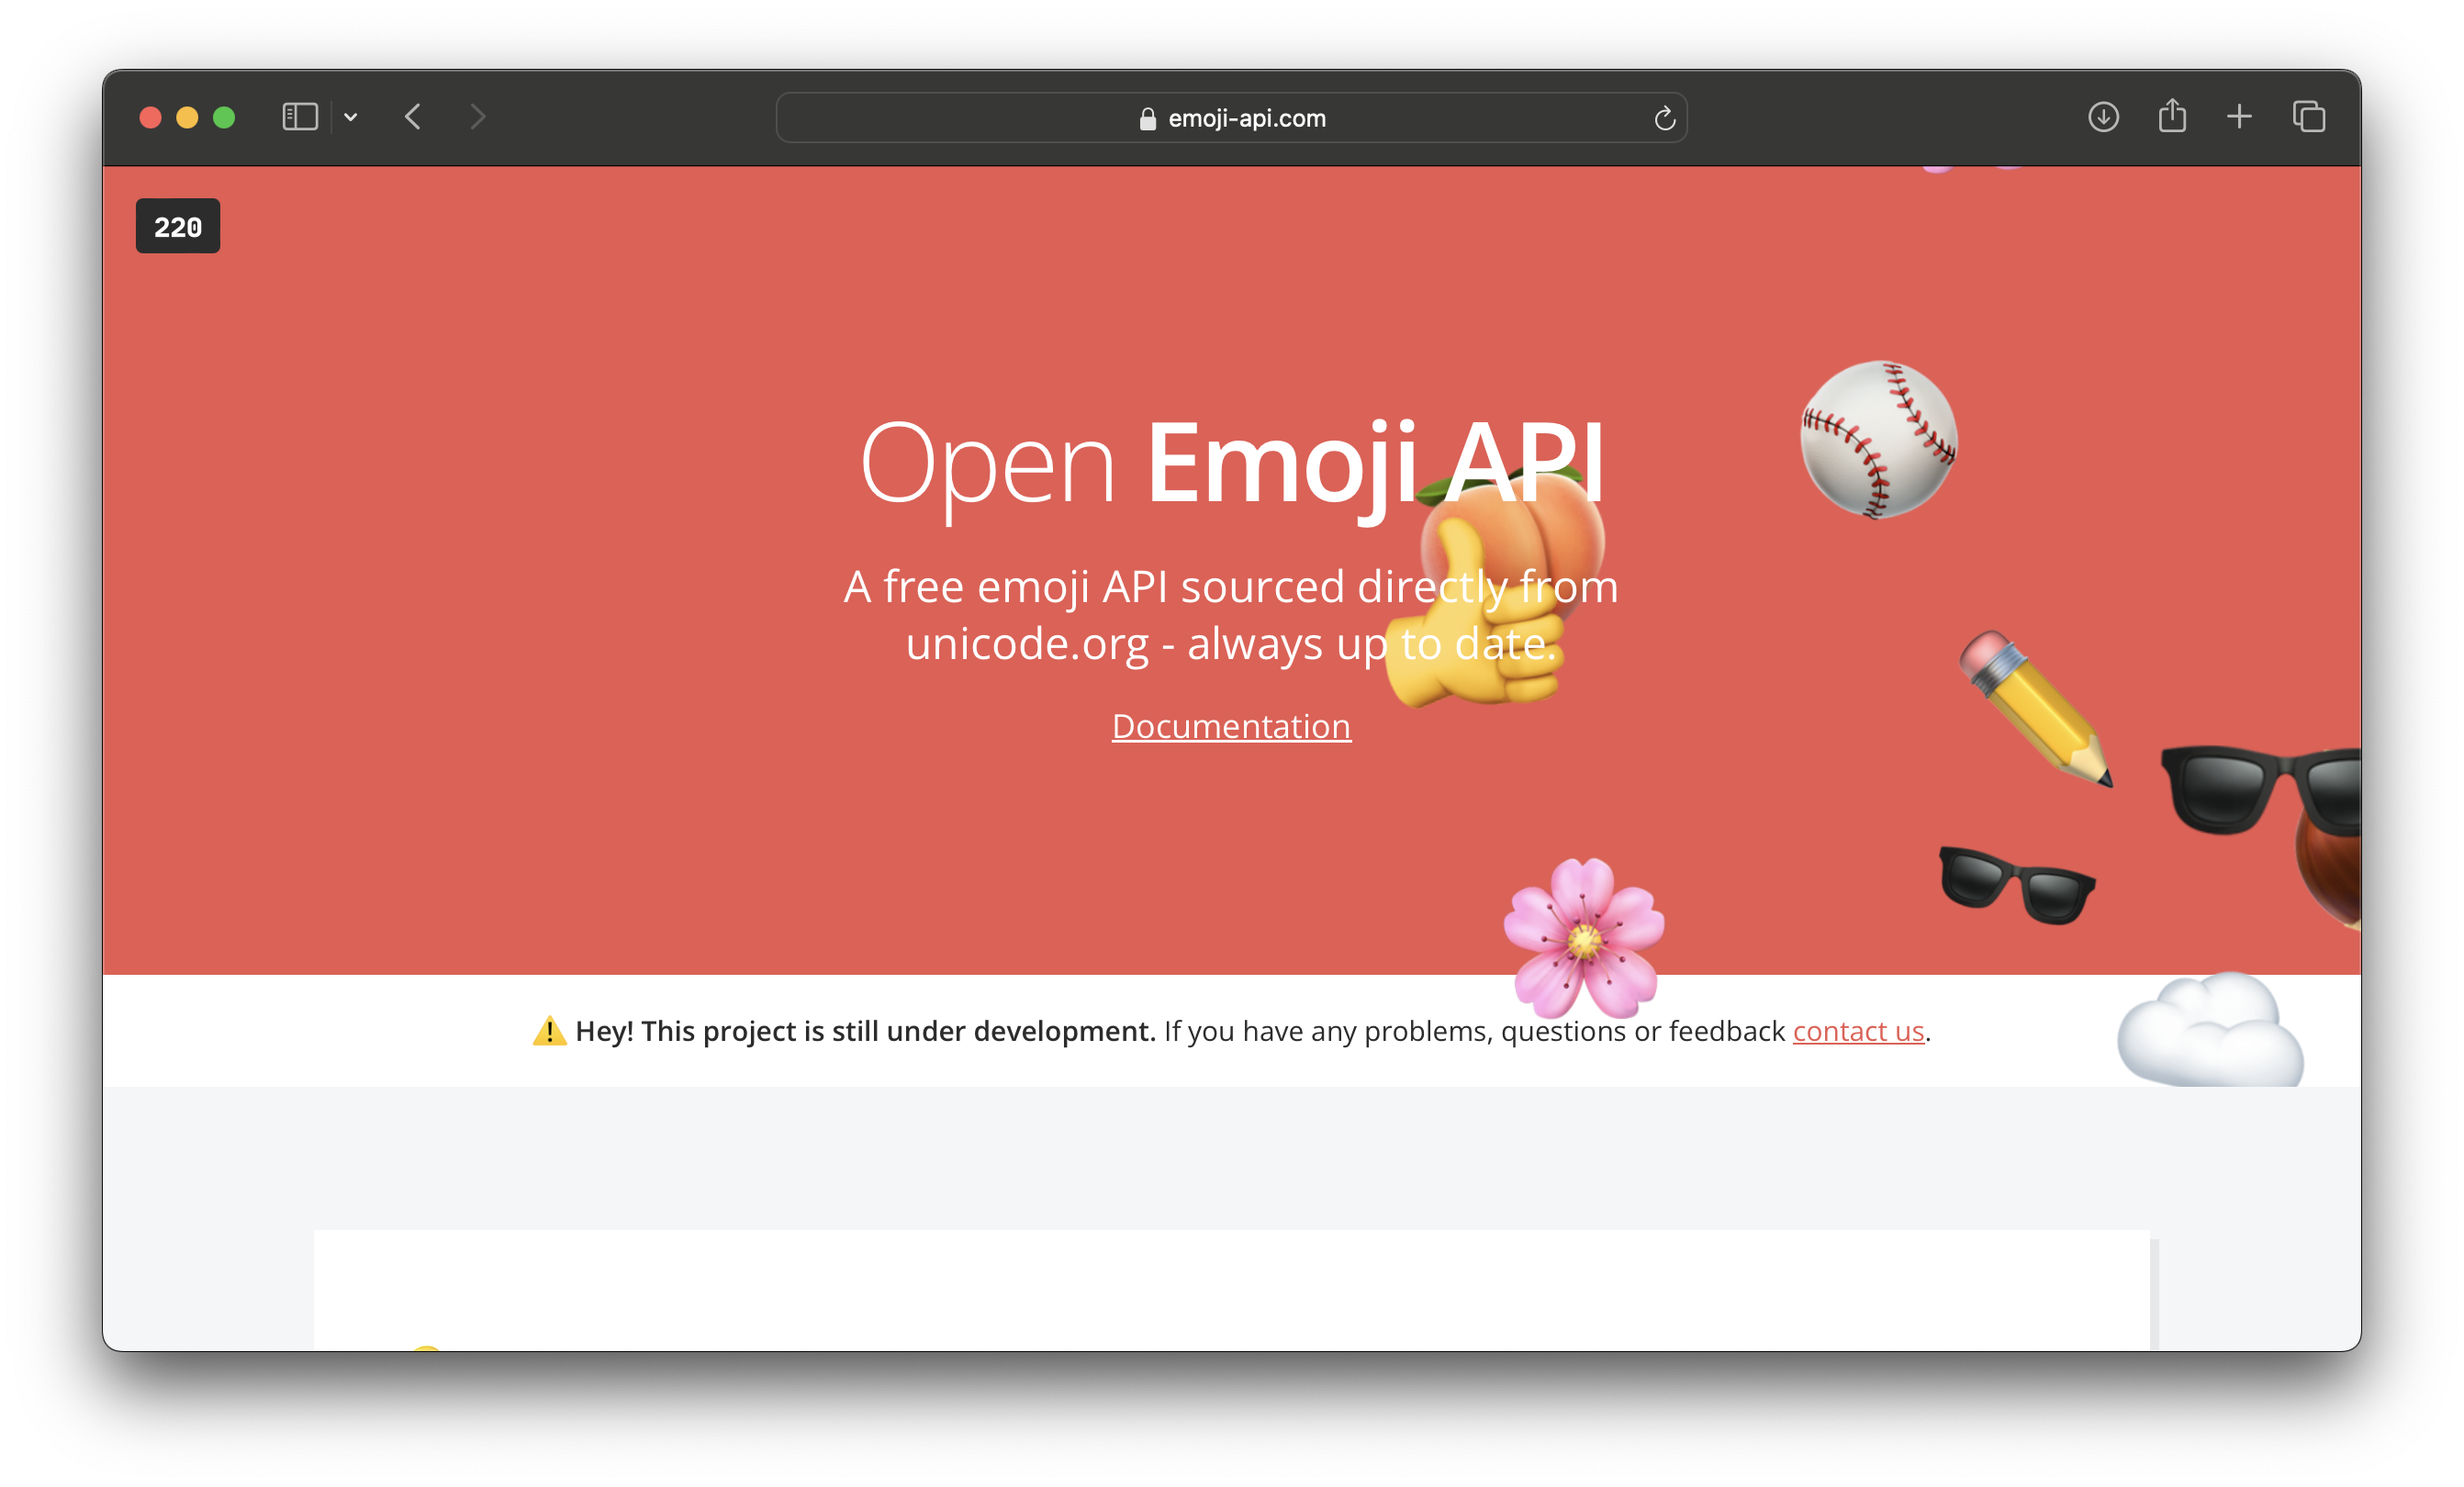 emoji-api.com
220
Open Emoji API
A free emoji API sourced directly from
unicode.org - always up to date.
Documentation
⚠️ Hey! This project is still under development. If you have any problems, questions or feedback contact us.